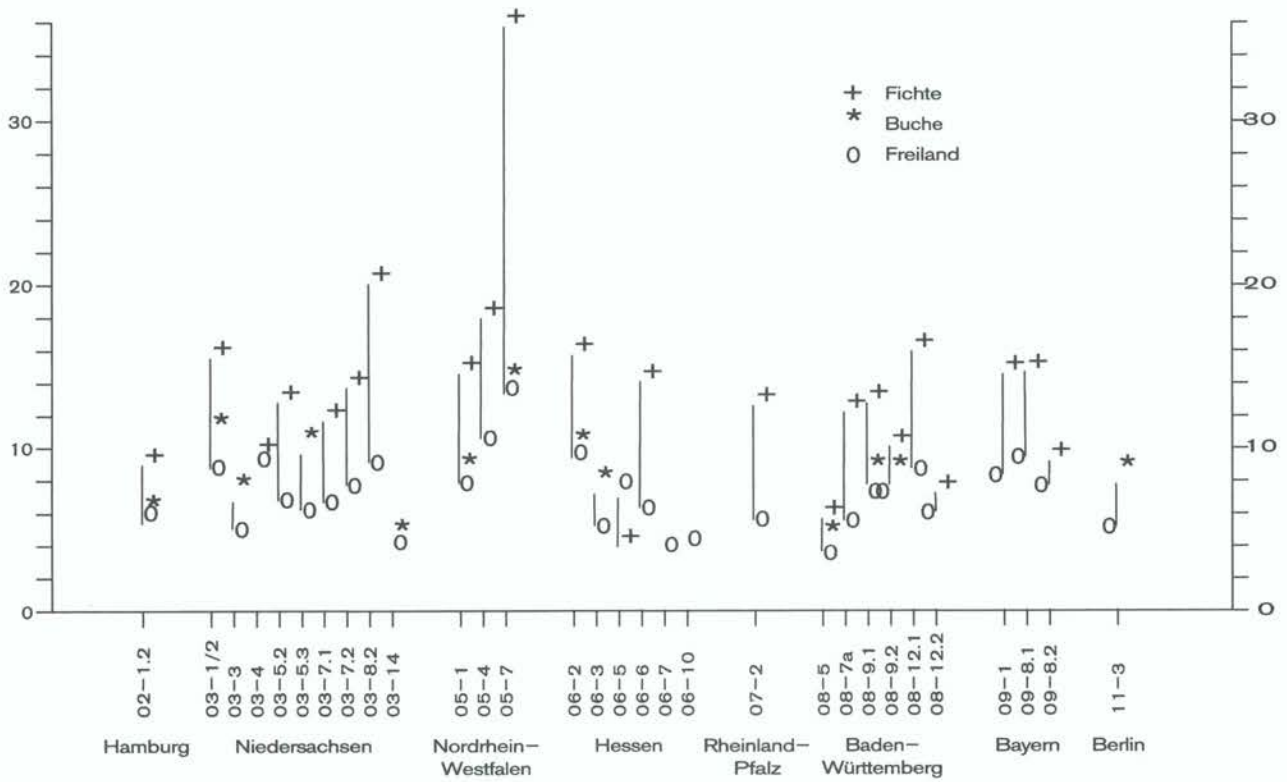 + Fichte
* Buche
O Freiland
30
20
10
0
30
20
10
0
02-1.2
03-1/2
03-3
03-4
03-5.2
03-5.3
03-7.1
03-7.2
03-8.2
03-14
05-1
05-4
05-7
06-2
06-3
06-5
06-6
06-7
06-10
07-2
08-5
08-7a
08-9.1
08-9.2
08-12.1
08-12.2
09-1
09-8.1
09-8.2
11-3
Hamburg
Niedersachsen
Nordrhein-
Westfalen
Hessen
Rheinland-
Pfalz
Baden-
Württemberg
Bayern
Berlin